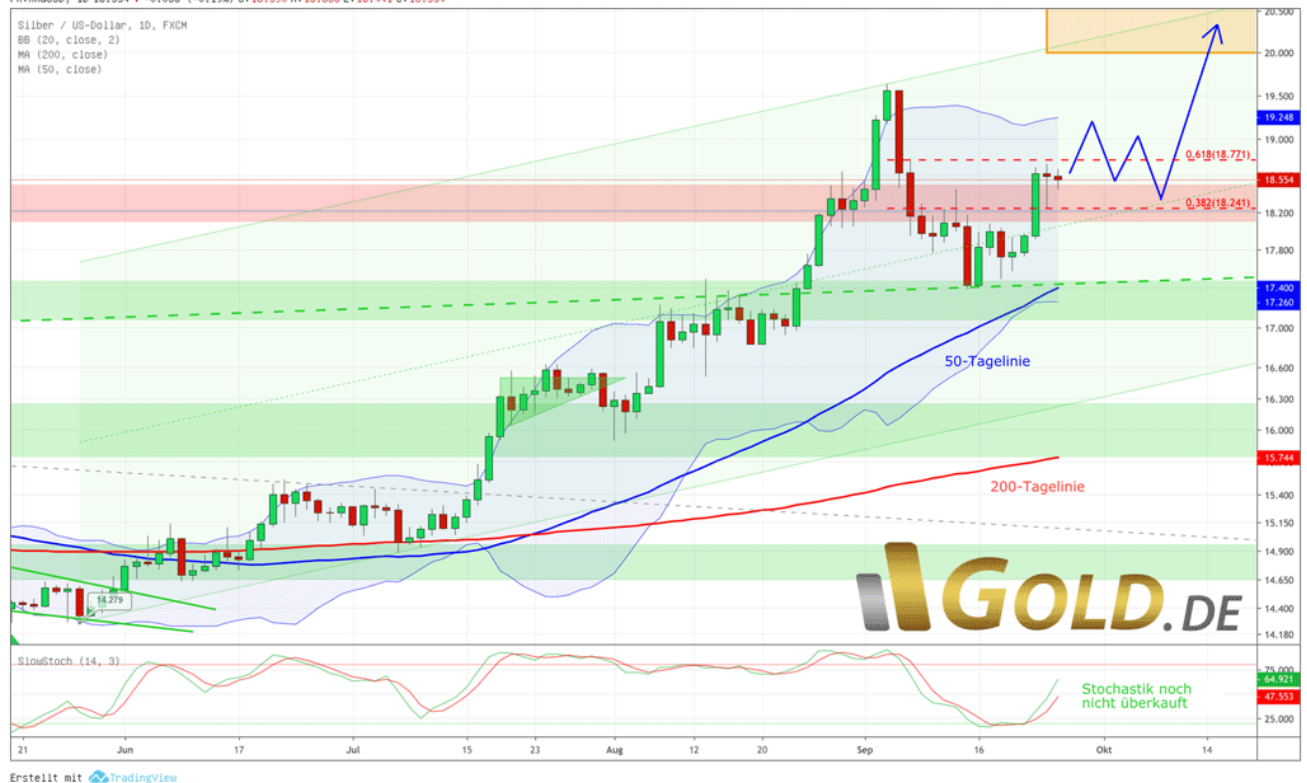 Silber / US-Dollar, 1D, FXCM
BB (20, close, 2)
MA (200, close)
MA (50, close)
20.500
20.000
19.500
19.248
19.000
0.618(18.771)
18.554
0.382(18.241)
18.200
17.800
17.400
17.260
17.000
50-Tagelinie
16.600
16.300
16.000
15.744
200-Tagelinie
15.400
15.150
14.900
14.650
14.279
14.400
GOLD.DE
14.180
SlowStoch (14, 3)
75.000
64.921
Stochastik noch
nicht überkauft
47.553
25.000
21 Jun 17 Jul 15 23 Aug 12 20 Sep 16 Okt 14
Erstellt mit TradingView